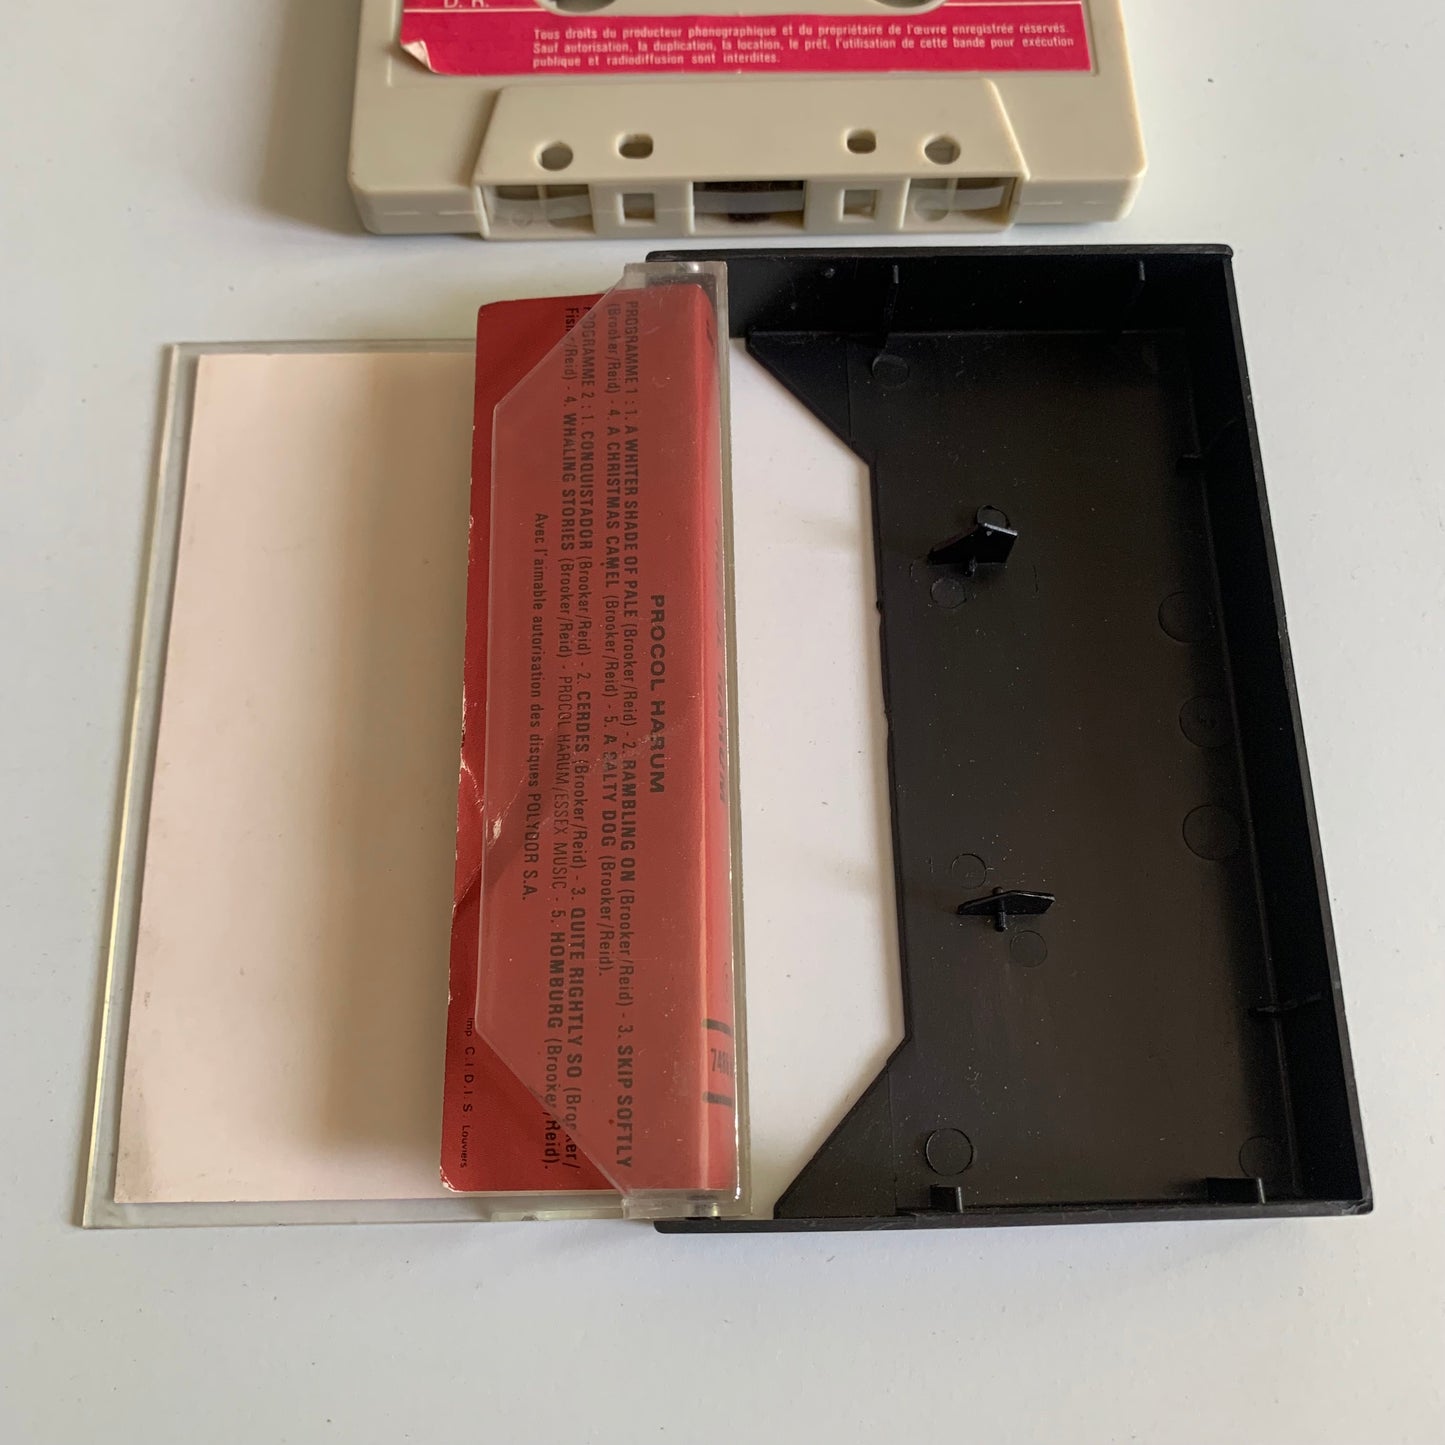 D. R.
Tous droits du producteur phonographique et du propriétaire de l'œuvre enregistrée réservés.
Sauf autorisation, la duplication, la location, le prêt, l'utilisation de cette bande pour exécution
publique et radiodiffusion sont interdites.
PROCOL HARUM
PROGRAMME 1 : 1. A WHITER SHADE OF PALE (Brooker/Reid) - 2. RAMBLING ON (Brooker/Reid) - 3. SKIP SOFTLY
(Brooker/Reid) - 4. A CHRISTMAS CAMEL (Brooker/Reid) - 5. A SALTY DOG (Brooker/Reid).
PROGRAMME 2 : 1. CONQUISTADOR (Brookar/Reid) - 2. CERDES (Brooker/Reid) - 3. QUITE RIGHTLY SO (Brooker/
Fisher/Reid) - 4. WHALING STORIES (Brooker/Reid) - PROCOL HARUM/ESSEX MUSIC - 5. HOMBURG (Brooker/Reid).
Avec l'aimable autorisation des disques POLYDOR S.A.
Imp C.I.D.I.S. Louviers